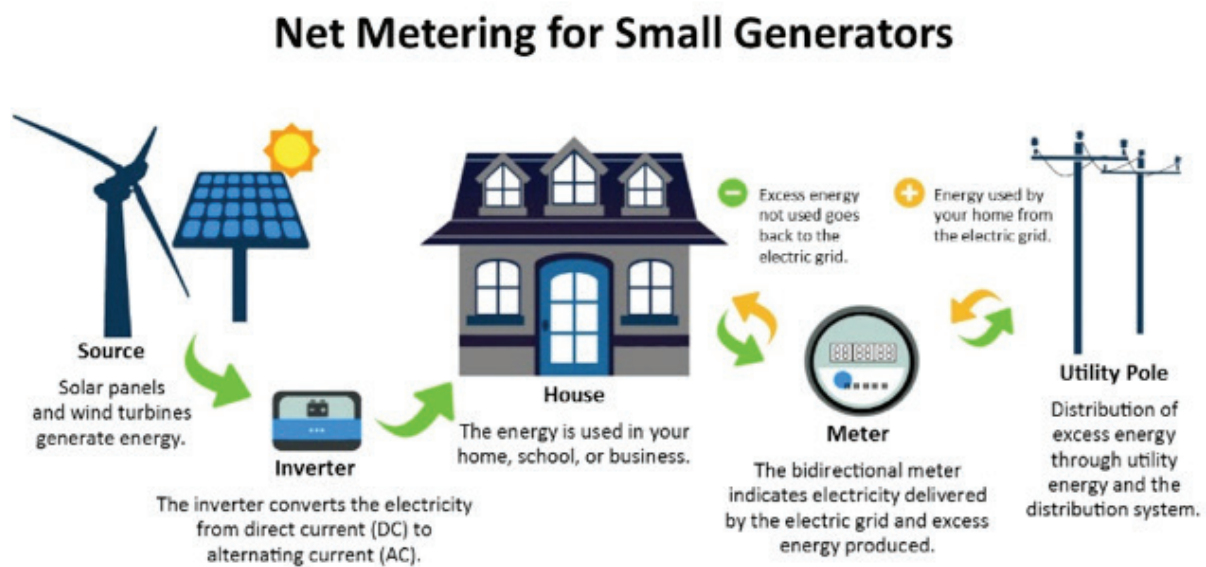 Net Metering for Small Generators
Source
Solar panels
and wind turbines
generate energy.
Inverter
The inverter converts the electricity
from direct current (DC) to
alternating current (AC).
House
The energy is used in your
home, school, or business.
Excess energy
not used goes
back to the
electric grid.
Energy used by
your home from
the electric grid.
Meter
The bidirectional meter
indicates electricity delivered
by the electric grid and excess
energy produced.
Utility Pole
Distribution of
excess energy
through utility
energy and the
distribution system.